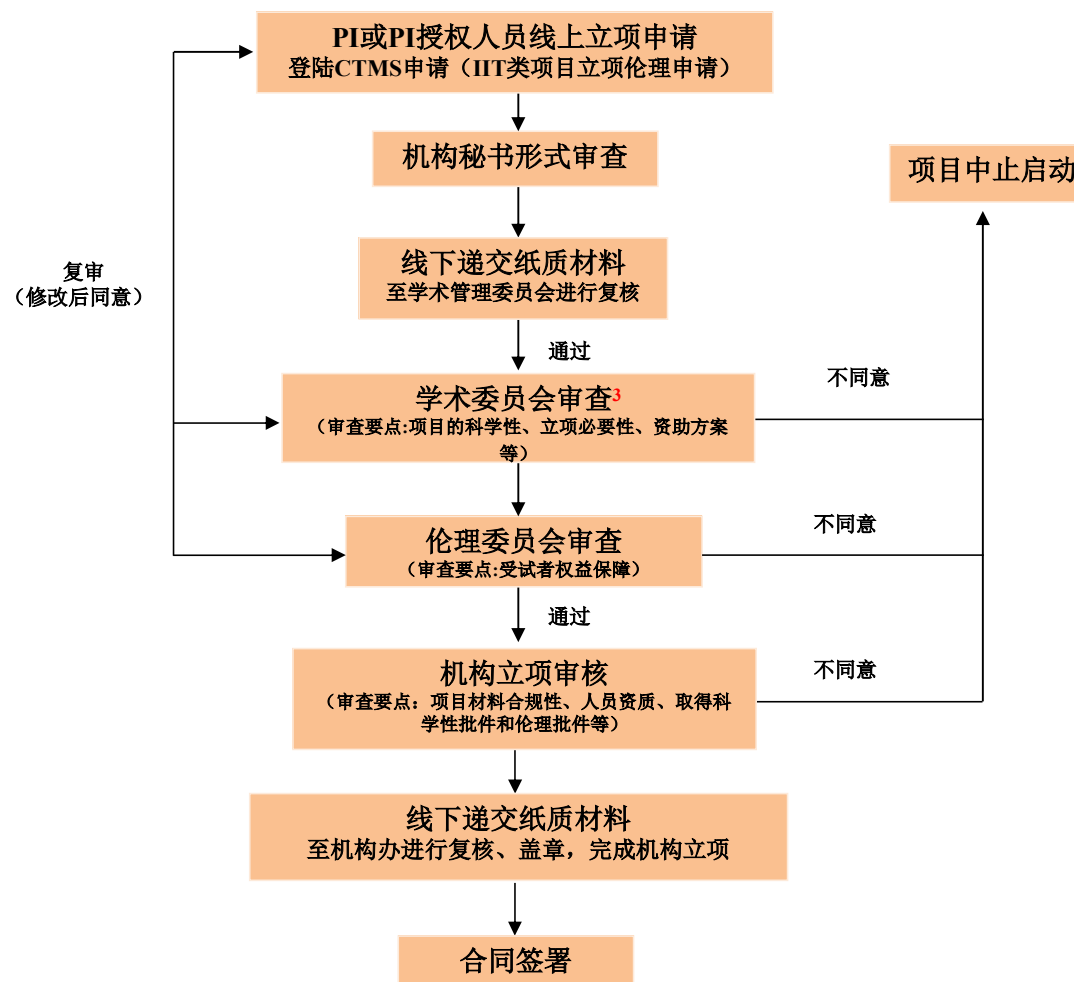 PI或PI授权人员线上立项申请
登陆CTMS申请（IIT类项目立项伦理申请）
机构秘书形式审查
项目中止启动
线下递交纸质材料
至学术管理委员会进行复核
复审
（修改后同意）
通过
不同意
学术委员会审查3
（审查要点:项目的科学性、立项必要性、资助方案
等）
不同意
伦理委员会审查
（审查要点:受试者权益保障）
通过
机构立项审核
（审查要点：项目材料合规性、人员资质、取得科
学性批件和伦理批件等）
不同意
线下递交纸质材料
至机构办进行复核、盖章，完成机构立项
合同签署